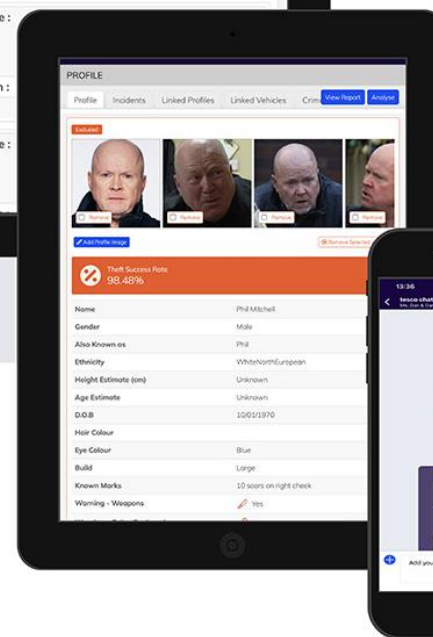 e :
n :
e :
PROFILE
Profile Incidents Linked Profiles Linked Vehicles Crim View Report Analyse
Excluded
Remove Remove Remove
Add Profile Image Remove Selected
Theft Success Rate
98.48%
Name Phil Mitchell
Gender Male
Also Known as Phil
Ethnicity WhiteNorthEuropean
Height Estimate (cm) Unknown
Age Estimate Unknown
D.O.B 10/01/1970
Hair Colour
Eye Colour Blue
Build Large
Known Marks 10 scars on right cheek
Warning - Weapons Yes
13:36
tesco chat
Add you